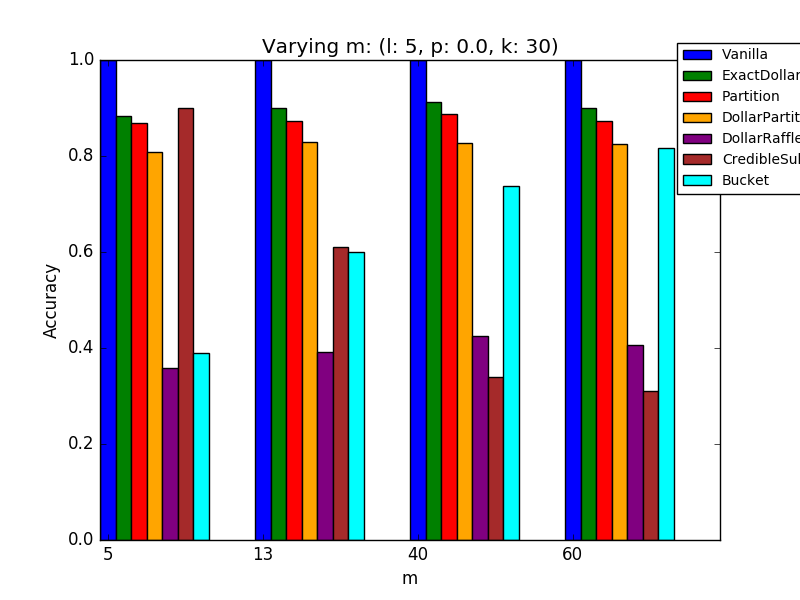 Varying m: (l: 5, p: 0.0, k: 30)
Vanilla
ExactDollar
Partition
DollarPartit
DollarRaffle
CredibleSul
Bucket
1.0
0.8
0.6
0.4
0.2
0.0
Accuracy
5 13 40 60
m